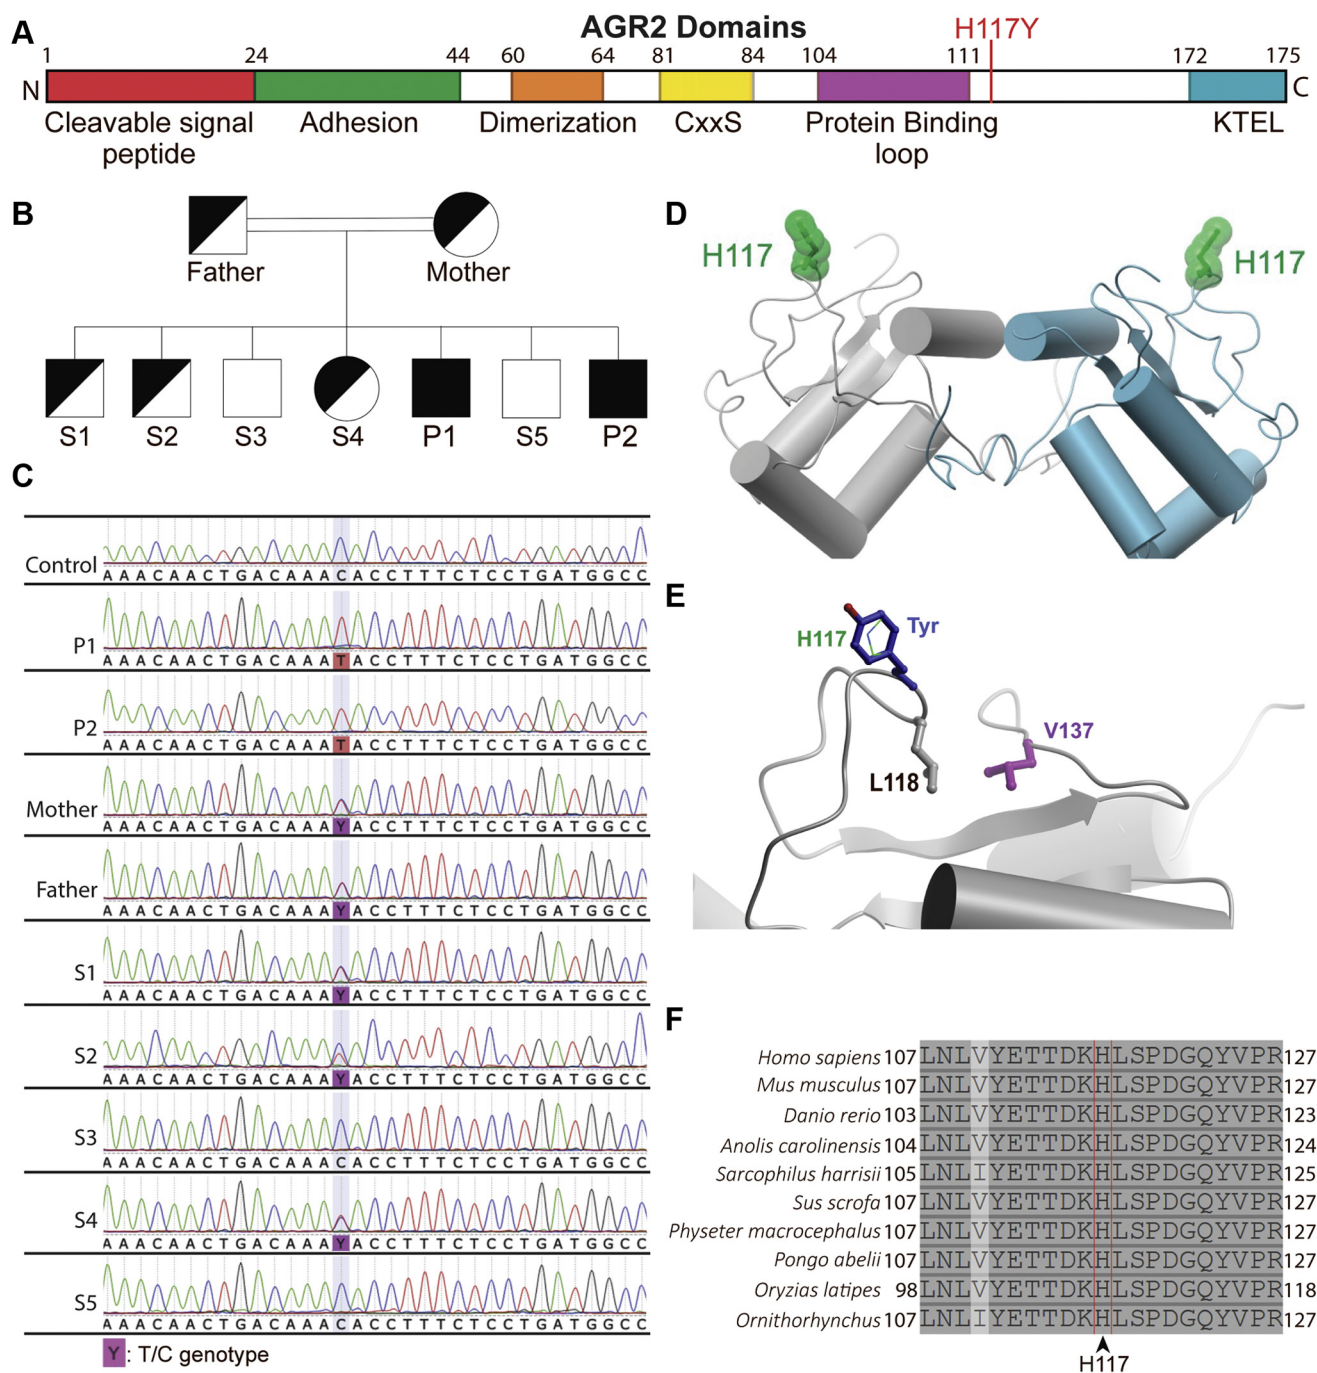 A
AGR2 Domains
H117Y
1 24 44 60 64 81 84 104 111 172 175
N C
Cleavable signal peptide
Adhesion
Dimerization
CxxS
Protein Binding loop
KTEL
B
Father
Mother
S1 S2 S3 S4 P1 S5 P2
C
Control
AAACAACTGACAAACACCTTTCTCCTGATGGCC
P1
AAACAACTGACAAATACCTTTCTCCTGATGGCC
P2
AAACAACTGACAAATACCTTTCTCCTGATGGCC
Mother
AAACAACTGACAAAYACCTTTCTCCTGATGGCC
Father
AAACAACTGACAAAYACCTTTCTCCTGATGGCC
S1
AAACAACTGACAAAYACCTTTCTCCTGATGGCC
S2
AAACAACTGACAAAYACCTTTCTCCTGATGGCC
S3
AAACAACTGACAAACACCTTTCTCCTGATGGCC
S4
AAACAACTGACAAAYACCTTTCTCCTGATGGCC
S5
AAACAACTGACAAACACCTTTCTCCTGATGGCC
Y : T/C genotype
D
H117
H117
E
H117
Tyr
L118
V137
F
Homo sapiens 107 LNLVYETTDKHLSPDGQYVPR 127
Mus musculus 107 LNLVYETTDKHLSPDGQYVPR 127
Danio rerio 103 LNLVYETTDKHLSPDGQYVPR 123
Anolis carolinensis 104 LNLVYETTDKHLSPDGQYVPR 124
Sarcophilus harrisii 105 LNLIYETTDKHLSPDGQYVPR 125
Sus scrofa 107 LNLVYETTDKHLSPDGQYVPR 127
Physeter macrocephalus 107 LNLVYETTDKHLSPDGQYVPR 127
Pongo abelii 107 LNLVYETTDKHLSPDGQYVPR 127
Oryzias latipes 98 LNLVYETTDKHLSPDGQYVPR 118
Ornithorhynchus 107 LNLIYETTDKHLSPDGQYVPR 127
H117